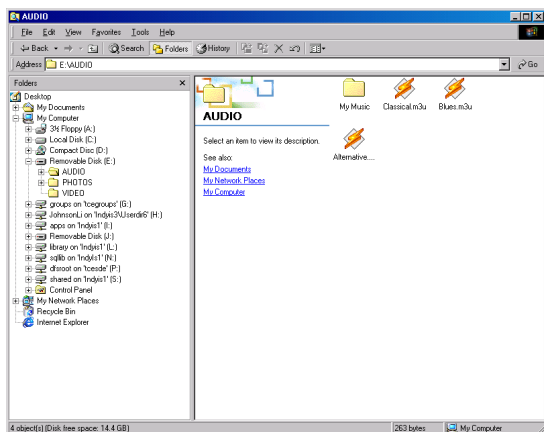 AUDIO
File Edit View Favorites Tools Help
Back Search Folders History
Address E:\AUDIO Go
Folders
Desktop
My Documents
My Computer
3½ Floppy (A:)
Local Disk (C:)
Compact Disc (D:)
Removable Disk (E:)
AUDIO
PHOTOS
VIDEO
groups on 'tcegroups' (G:)
JohnsonLi on 'Indyis3\Userdir6' (H:)
apps on 'Indyis1' (I:)
Removable Disk (J:)
library on 'Indyis1' (L:)
sqllib on 'Indyls1' (N:)
dfsroot on 'tcesde' (P:)
shared on 'Indyis1' (S:)
Control Panel
My Network Places
Recycle Bin
Internet Explorer
AUDIO
Select an item to view its description.
See also:
My Documents
My Network Places
My Computer
My Music Classical.m3u Blues.m3u
Alternative....
4 object(s) (Disk free space: 14.4 GB) 263 bytes My Computer